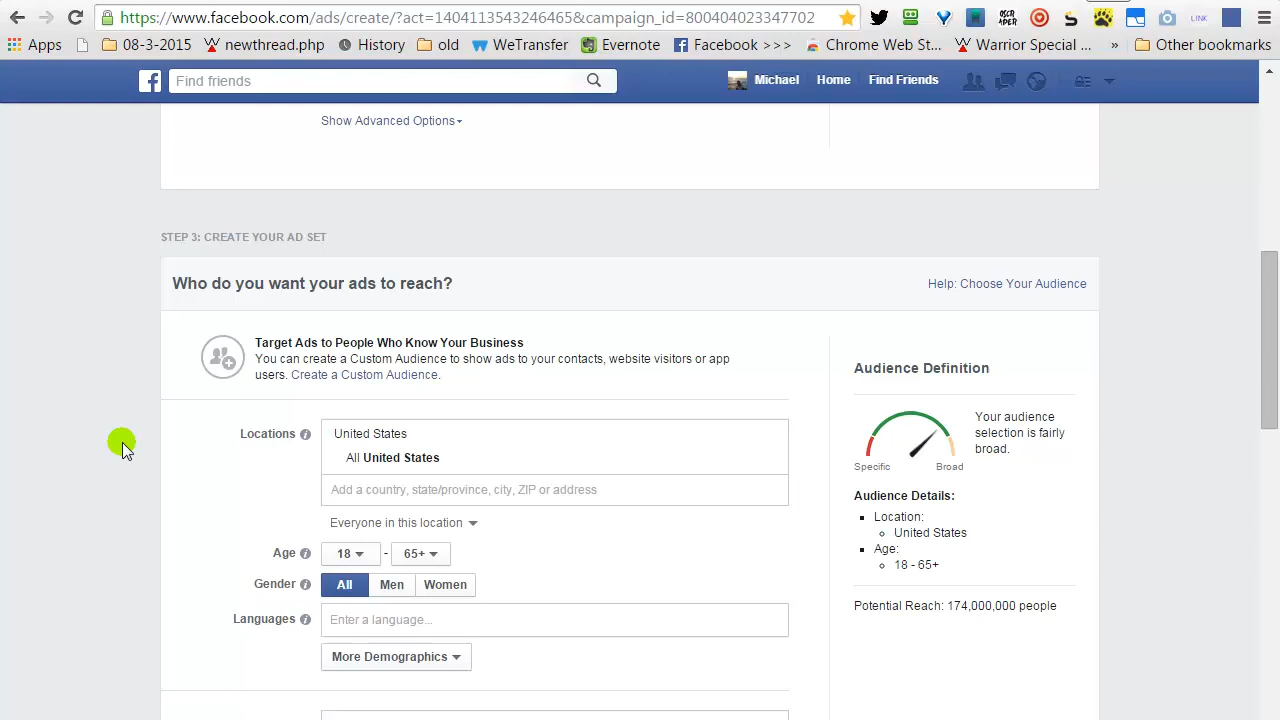 https://www.facebook.com/ads/create/?act=1404113543246465&campaign_id=800404023347702
OSCR APER
LINK
Apps
08-3-2015
newthread.php
History
old
WeTransfer
Evernote
Facebook >>>
Chrome Web St...
Warrior Special ...
»
Other bookmarks
Find friends
Michael
Home
Find Friends
Show Advanced Options
STEP 3: CREATE YOUR AD SET
Who do you want your ads to reach?
Help: Choose Your Audience
Target Ads to People Who Know Your Business
You can create a Custom Audience to show ads to your contacts, website visitors or app
users. Create a Custom Audience.
Locations
United States
All United States
Add a country, state/province, city, ZIP or address
Everyone in this location
Age
18 - 65+
Gender
All
Men
Women
Languages
Enter a language...
More Demographics
Audience Definition
Specific
Broad
Your audience
selection is fairly
broad.
Audience Details:
Location:
United States
Age:
18 - 65+
Potential Reach: 174,000,000 people